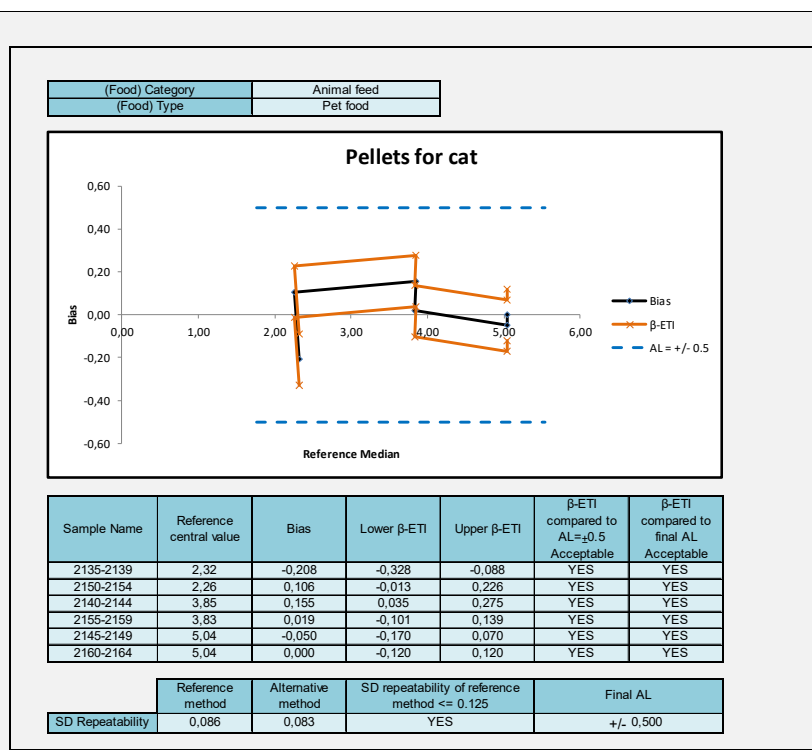 (Food) Category Animal feed
(Food) Type Pet food
Pellets for cat
0,60
0,40
0,20
0,00
-0,20
-0,40
-0,60
Bias
0,00 1,00 2,00 3,00 4,00 5,00 6,00
Reference Median
Bias
β-ETI
AL = +/- 0.5
Sample Name Reference central value Bias Lower β-ETI Upper β-ETI β-ETI compared to AL=±0.5 Acceptable β-ETI compared to final AL Acceptable
2135-2139 2,32 -0,208 -0,328 -0,088 YES YES
2150-2154 2,26 0,106 -0,013 0,226 YES YES
2140-2144 3,85 0,155 0,035 0,275 YES YES
2155-2159 3,83 0,019 -0,101 0,139 YES YES
2145-2149 5,04 -0,050 -0,170 0,070 YES YES
2160-2164 5,04 0,000 -0,120 0,120 YES YES
Reference method Alternative method SD repeatability of reference method <= 0.125 Final AL
SD Repeatability 0,086 0,083 YES +/- 0,500